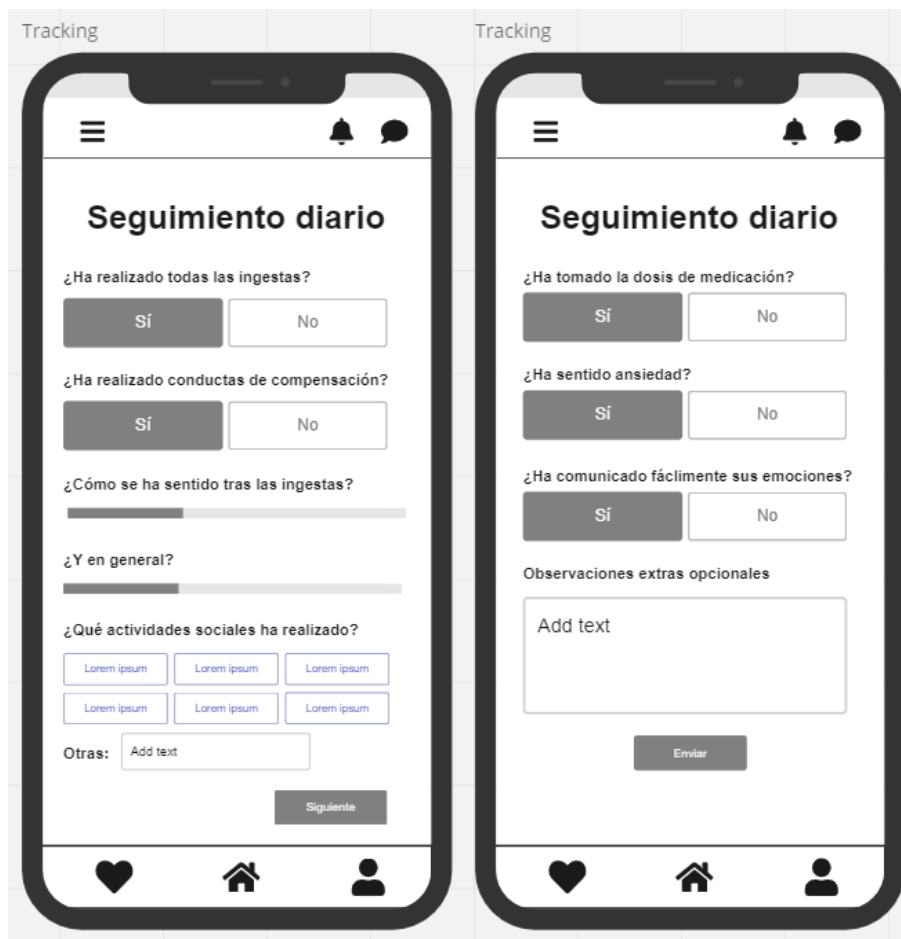 Tracking
Seguimiento diario
¿Ha realizado todas las ingestas?
Sí No
¿Ha realizado conductas de compensación?
Sí No
¿Cómo se ha sentido tras las ingestas?
¿Y en general?
¿Qué actividades sociales ha realizado?
Lorem ipsum Lorem ipsum Lorem ipsum
Lorem ipsum Lorem ipsum Lorem ipsum
Otras: Add text
Siguiente
Tracking
Seguimiento diario
¿Ha tomado la dosis de medicación?
Sí No
¿Ha sentido ansiedad?
Sí No
¿Ha comunicado fáclimente sus emociones?
Sí No
Observaciones extras opcionales
Add text
Enviar